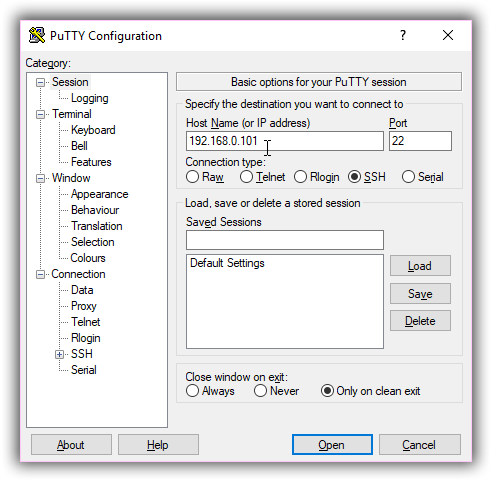 PuTTY Configuration
?
Category:
Session
Logging
Terminal
Keyboard
Bell
Features
Window
Appearance
Behaviour
Translation
Selection
Colours
Connection
Data
Proxy
Telnet
Rlogin
SSH
Serial
Basic options for your PuTTY session
Specify the destination you want to connect to
Host Name (or IP address) Port
192.168.0.101 22
Connection type:
Raw Telnet Rlogin SSH Serial
Load, save or delete a stored session
Saved Sessions
Default Settings
Load
Save
Delete
Close window on exit:
Always Never Only on clean exit
About Help Open Cancel